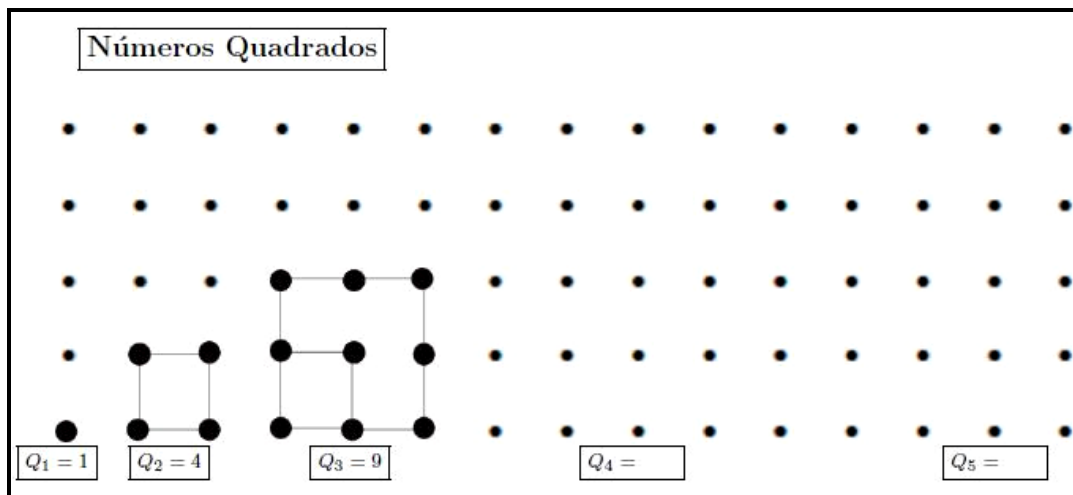 Números Quadrados
Q₁ = 1
Q₂ = 4
Q₃ = 9
Q₄ =
Q₅ =